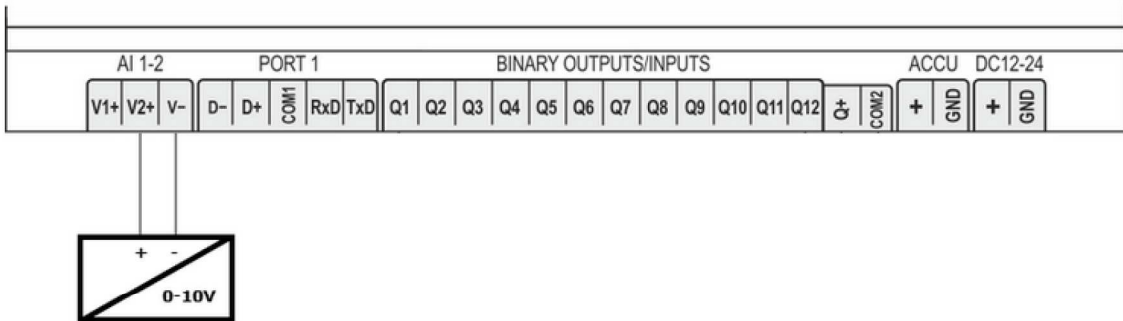 AI 1-2 PORT 1 BINARY OUTPUTS/INPUTS ACCU DC12-24
V1+ V2+ V- D- D+ COM1 RxD TxD Q1 Q2 Q3 Q4 Q5 Q6 Q7 Q8 Q9 Q10 Q11 Q12 Q+ COM2 + GND + GND
+ -
0-10V